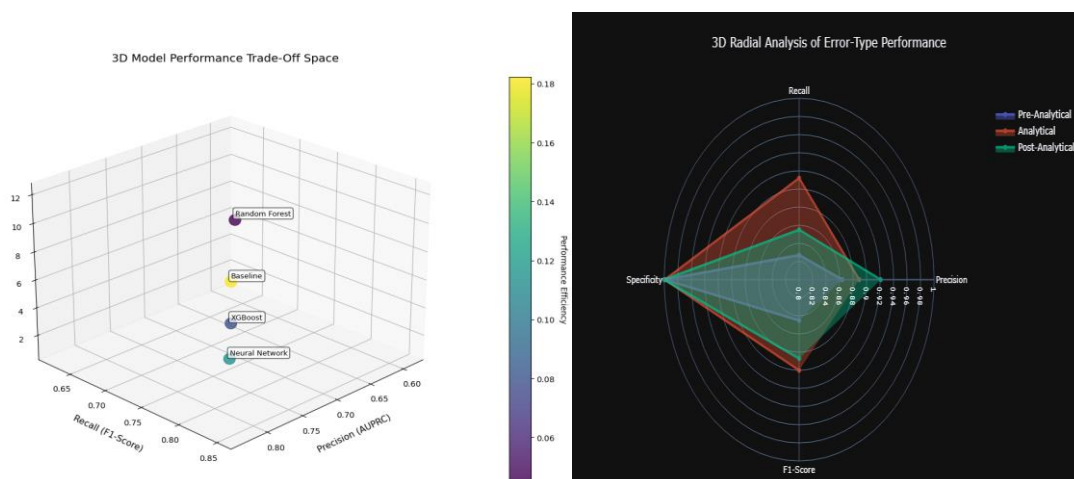 3D Model Performance Trade-Off Space
12
10
8
6
4
2
Random Forest
Baseline
XGBoost
Neural Network
0.65
0.70
0.75
0.80
0.85
Recall (F1-Score)
0.80
0.75
0.70
0.65
0.60
Precision (AUPRC)
0.18
0.16
0.14
0.12
0.10
0.08
0.06
Performance Efficiency
3D Radial Analysis of Error-Type Performance
Recall
Specificity
Precision
F1-Score
0.8
0.82
0.84
0.86
0.88
0.9
0.92
0.94
0.96
0.98
1
Pre-Analytical
Analytical
Post-Analytical